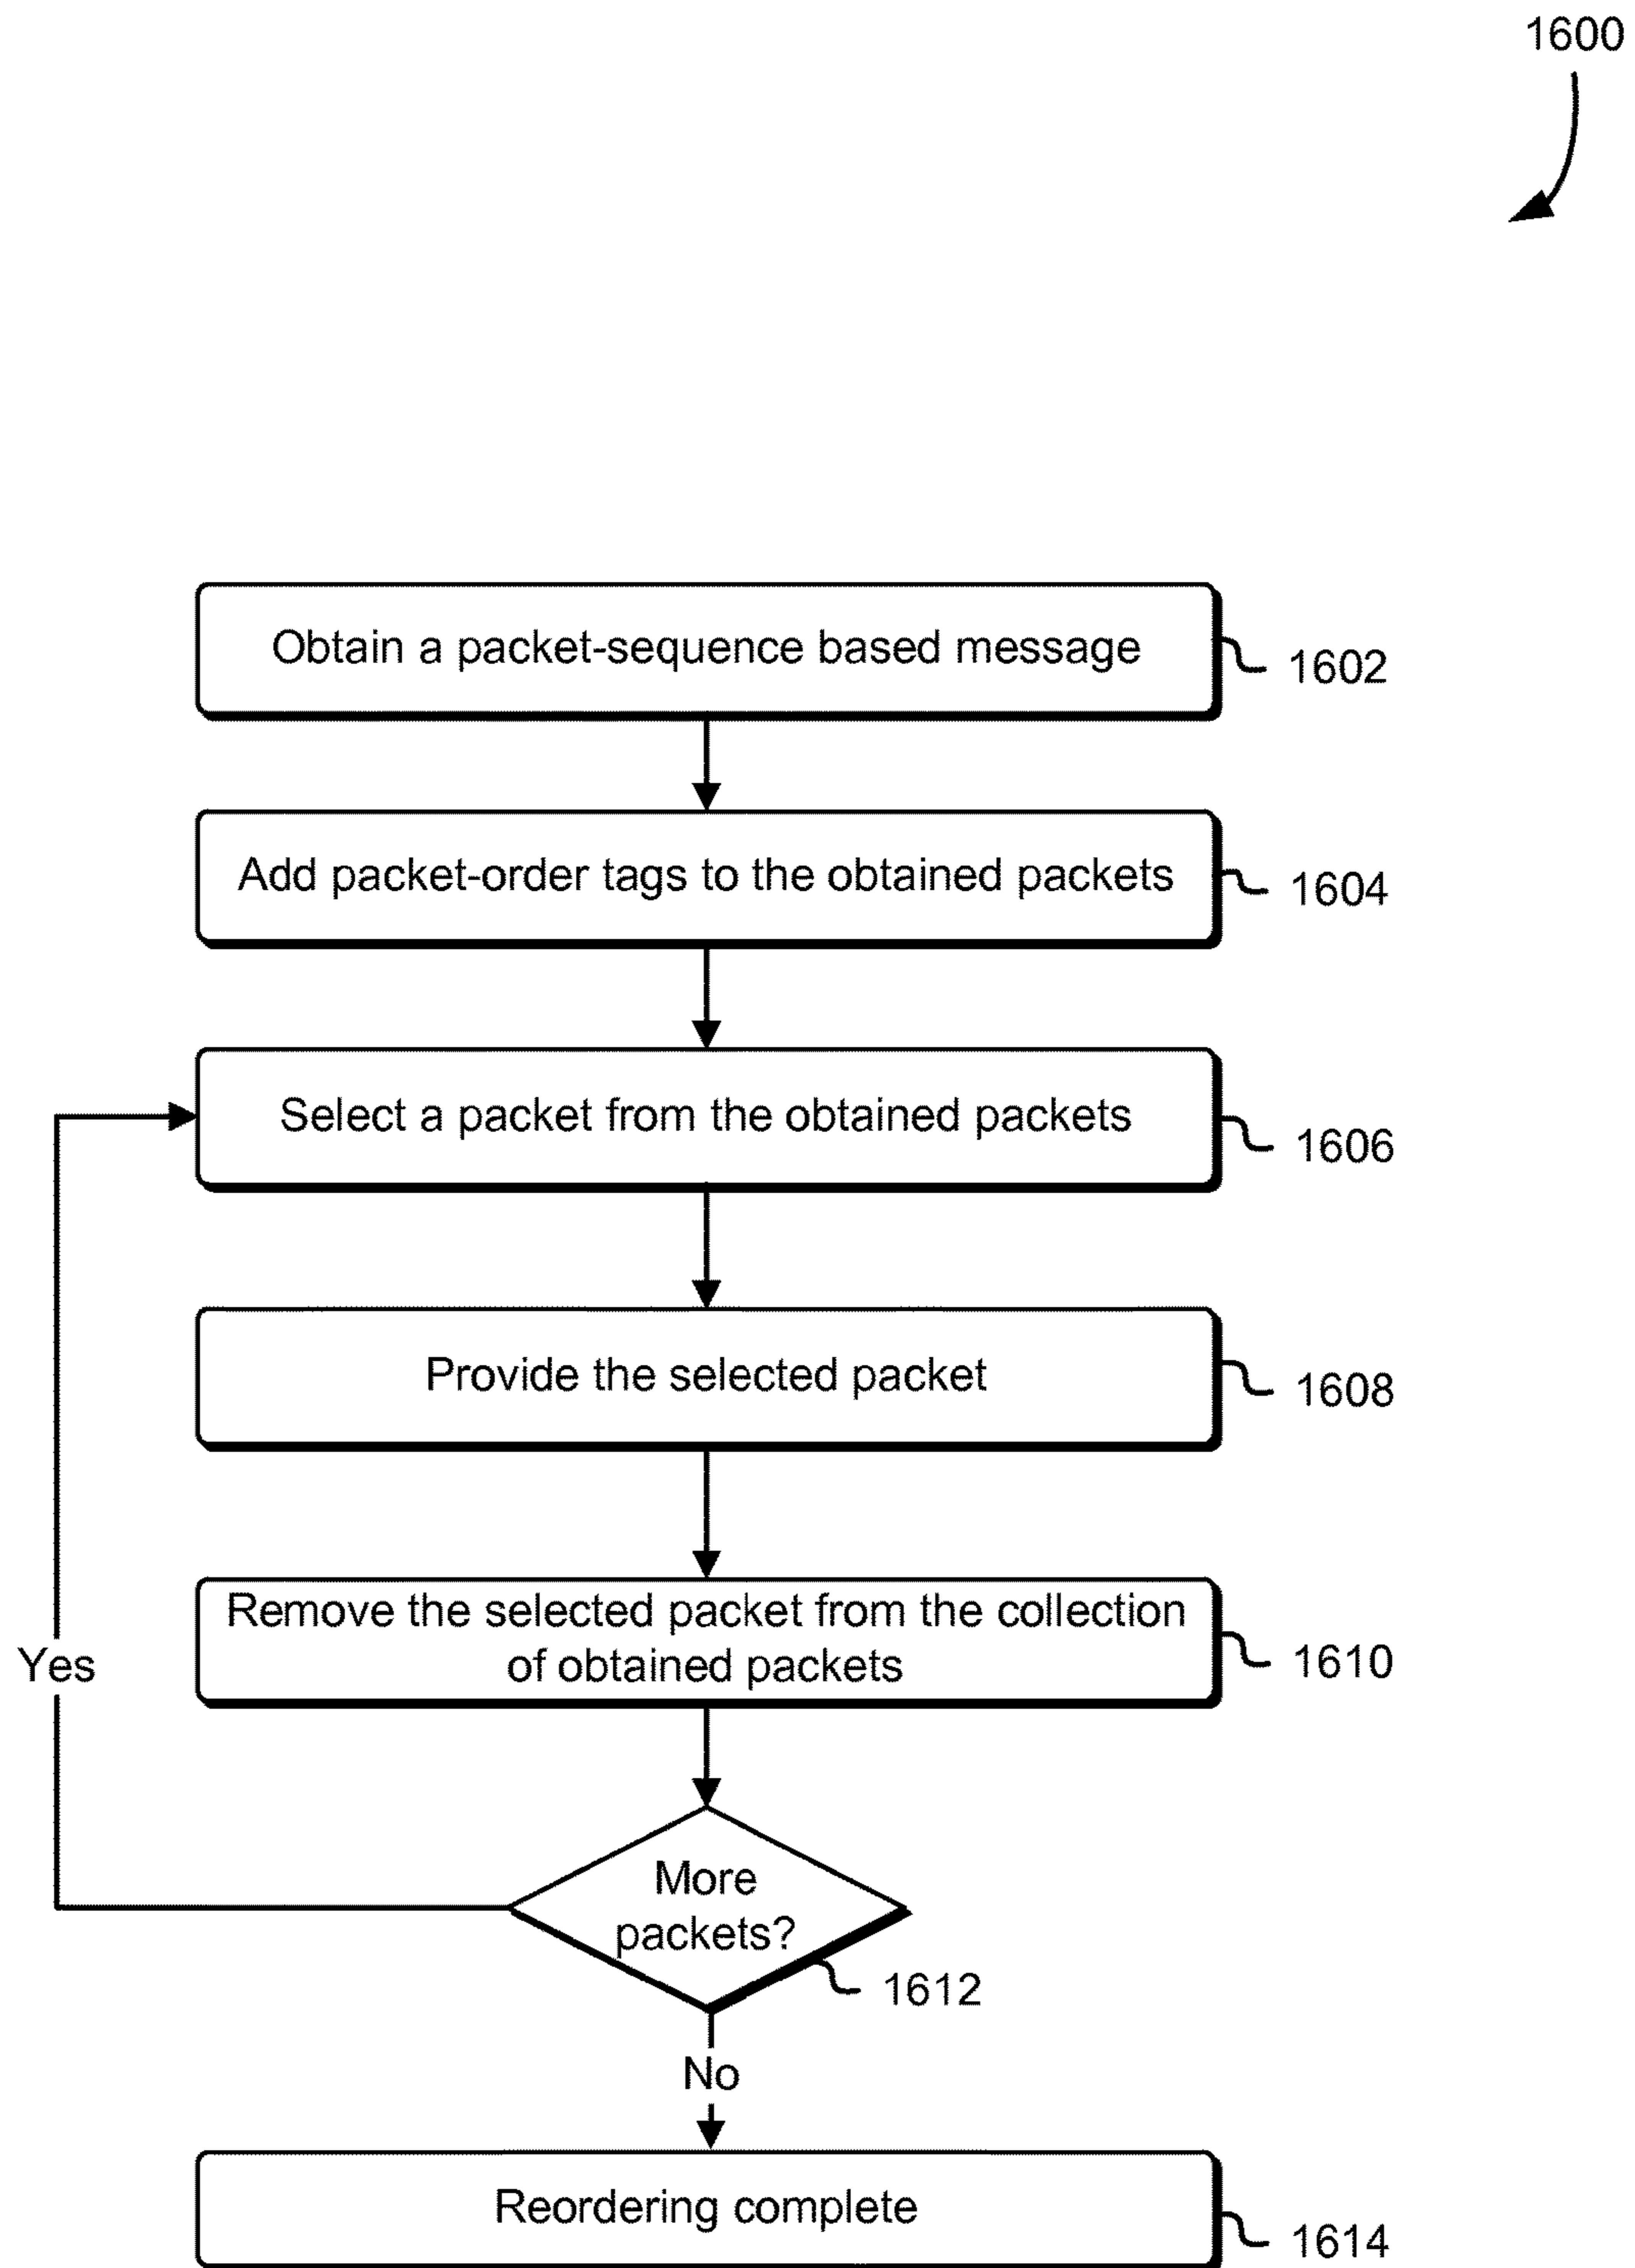 1600
Obtain a packet-sequence based message
1602
Add packet-order tags to the obtained packets
1604
Select a packet from the obtained packets
1606
Provide the selected packet
1608
Remove the selected packet from the collection
of obtained packets
1610
Yes
More
packets?
1612
No
Reordering complete
1614